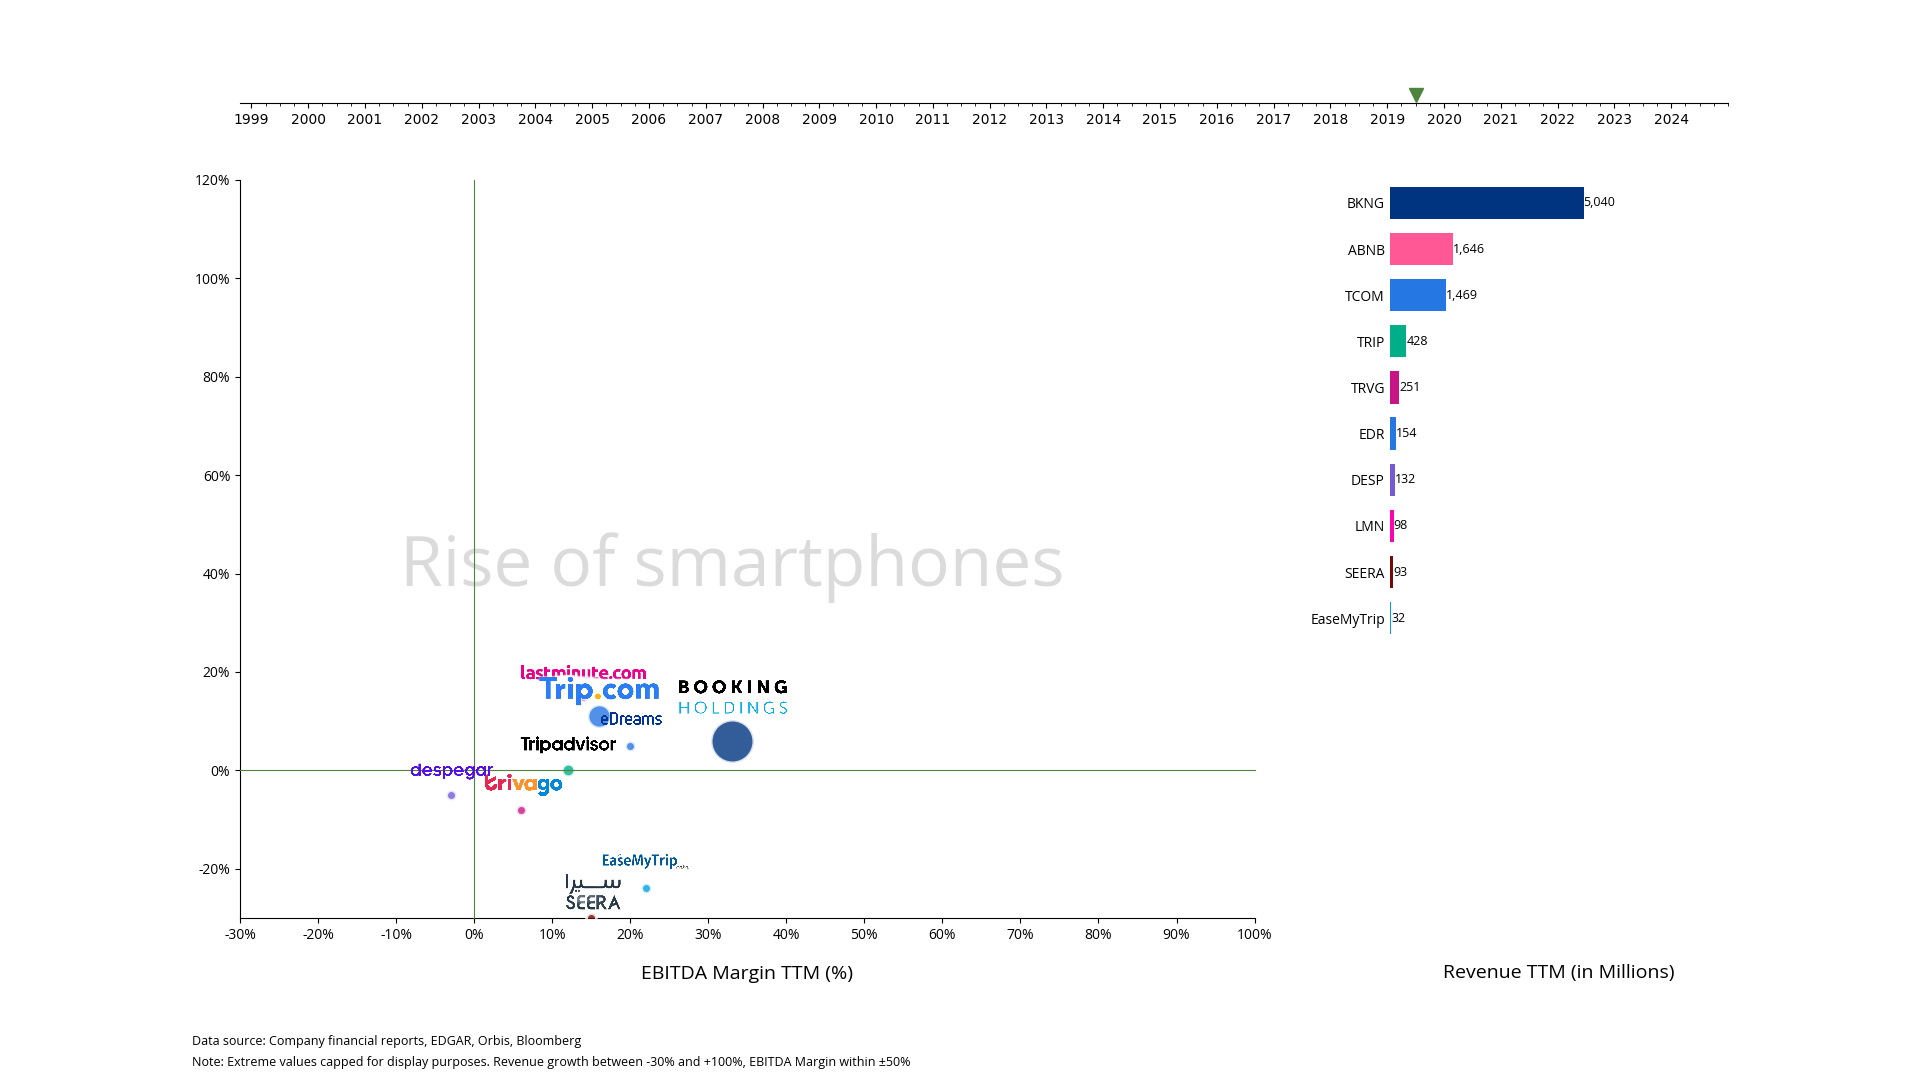 1999 2000 2001 2002 2003 2004 2005 2006 2007 2008 2009 2010 2011 2012 2013 2014 2015 2016 2017 2018 2019 2020 2021 2022 2023 2024
120%
100%
80%
60%
40%
20%
0%
-20%
Rise of smartphones
lastminute.com
Trip.com
BOOKING
HOLDINGS
eDreams
Tripadvisor
despegar
trivago
EaseMyTrip
سيرا
SEERA
-30% -20% -10% 0% 10% 20% 30% 40% 50% 60% 70% 80% 90% 100%
EBITDA Margin TTM (%)
BKNG 5,040
ABNB 1,646
TCOM 1,469
TRIP 428
TRVG 251
EDR 154
DESP 132
LMN 98
SEERA 93
EaseMyTrip 32
Revenue TTM (in Millions)
Data source: Company financial reports, EDGAR, Orbis, Bloomberg
Note: Extreme values capped for display purposes. Revenue growth between -30% and +100%, EBITDA Margin within ±50%